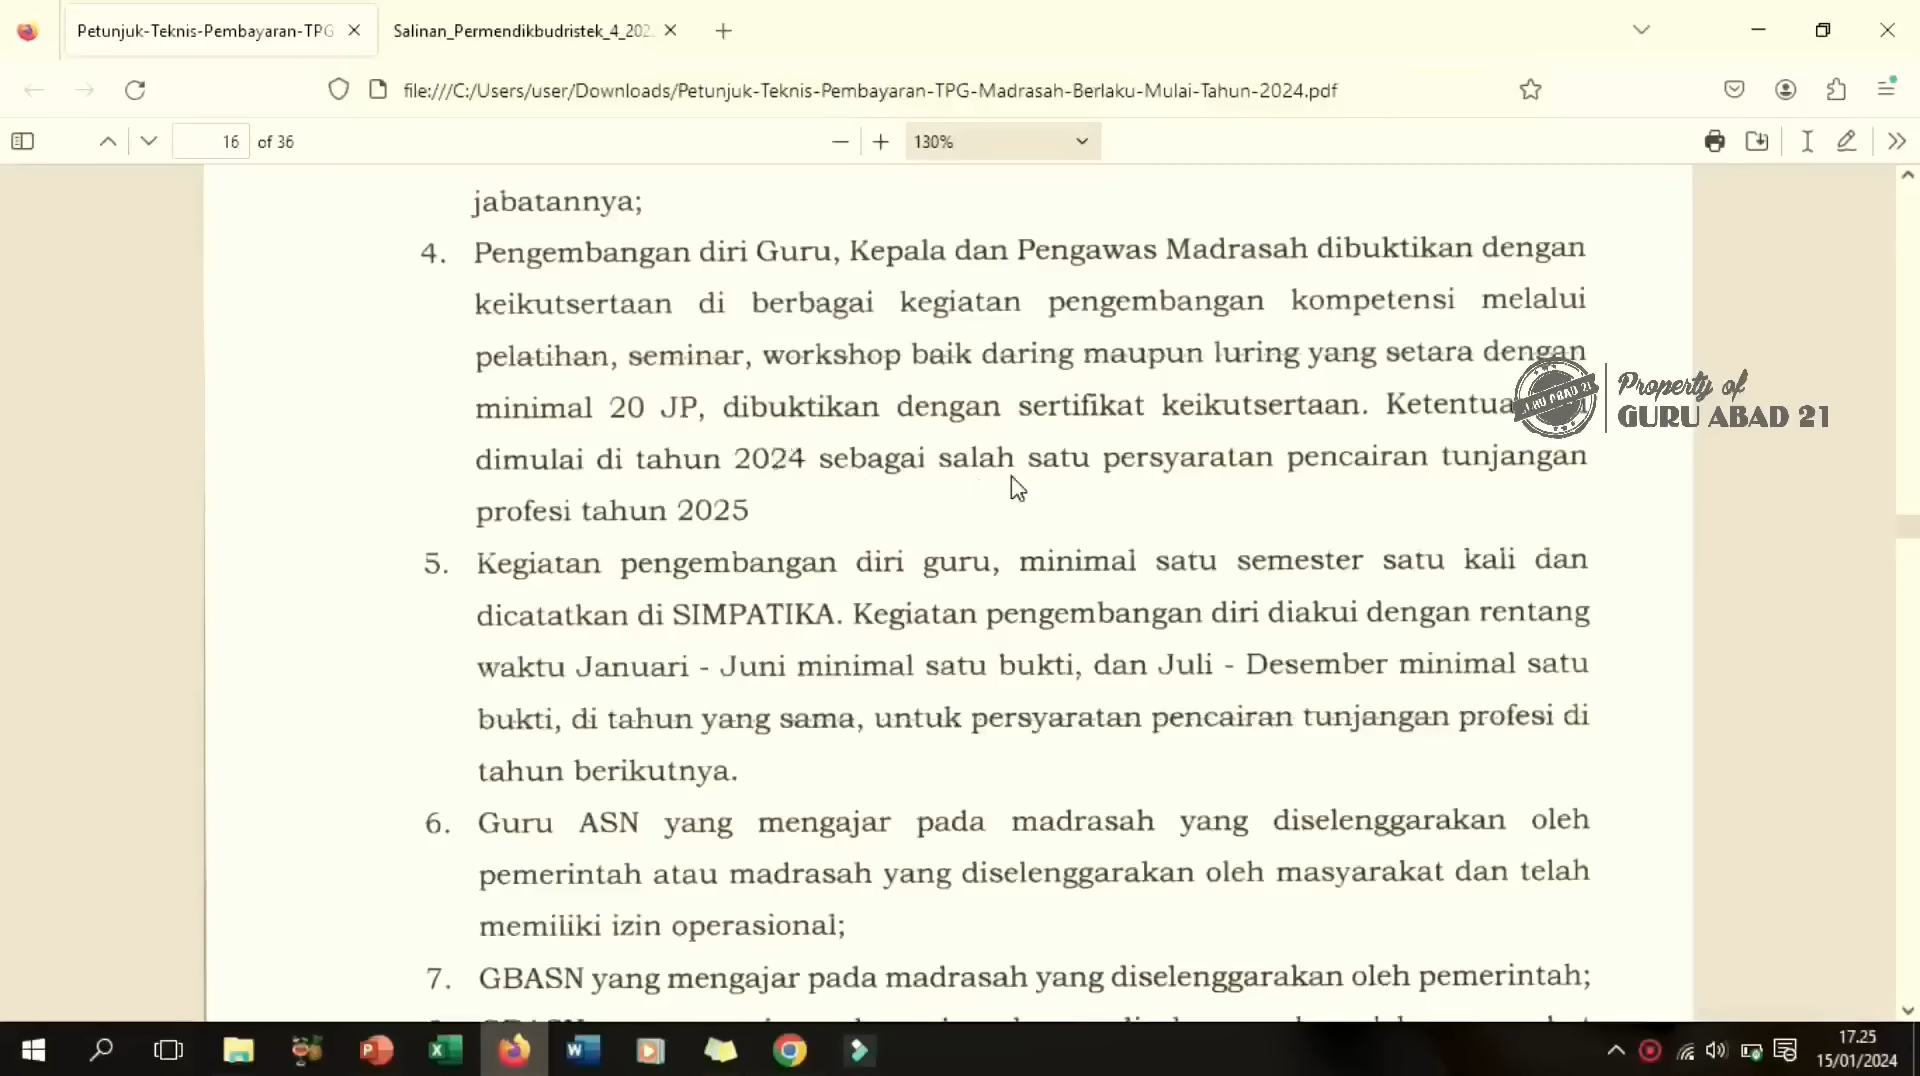 Petunjuk-Teknis-Pembayaran-TPG
Salinan_Permendikbudristek_4_202
file:///C:/Users/user/Downloads/Petunjuk-Teknis-Pembayaran-TPG-Madrasah-Berlaku-Mulai-Tahun-2024.pdf
16 of 36
130%
jabatannya;
4. Pengembangan diri Guru, Kepala dan Pengawas Madrasah dibuktikan dengan
keikutsertaan di berbagai kegiatan pengembangan kompetensi melalui
pelatihan, seminar, workshop baik daring maupun luring yang setara dengan
minimal 20 JP, dibuktikan dengan sertifikat keikutsertaan.
dimulai di tahun 2024 sebagai salah satu persyaratan pencairan tunjangan
profesi tahun 2025
5. Kegiatan pengembangan diri guru, minimal satu semester satu kali dan
dicatatkan di SIMPATIKA. Kegiatan pengembangan diri diakui dengan rentang
waktu Januari - Juni minimal satu bukti, dan Juli - Desember minimal satu
bukti, di tahun yang sama, untuk persyaratan pencairan tunjangan profesi di
tahun berikutnya.
6. Guru ASN yang mengajar pada madrasah yang diselenggarakan oleh
pemerintah atau madrasah yang diselenggarakan oleh masyarakat dan telah
memiliki izin operasional;
7. GBASN yang mengajar pada madrasah yang diselenggarakan oleh pemerintah;
Property of
GURU ABAD 21
GURU ABAD 21
17.25
15/01/2024